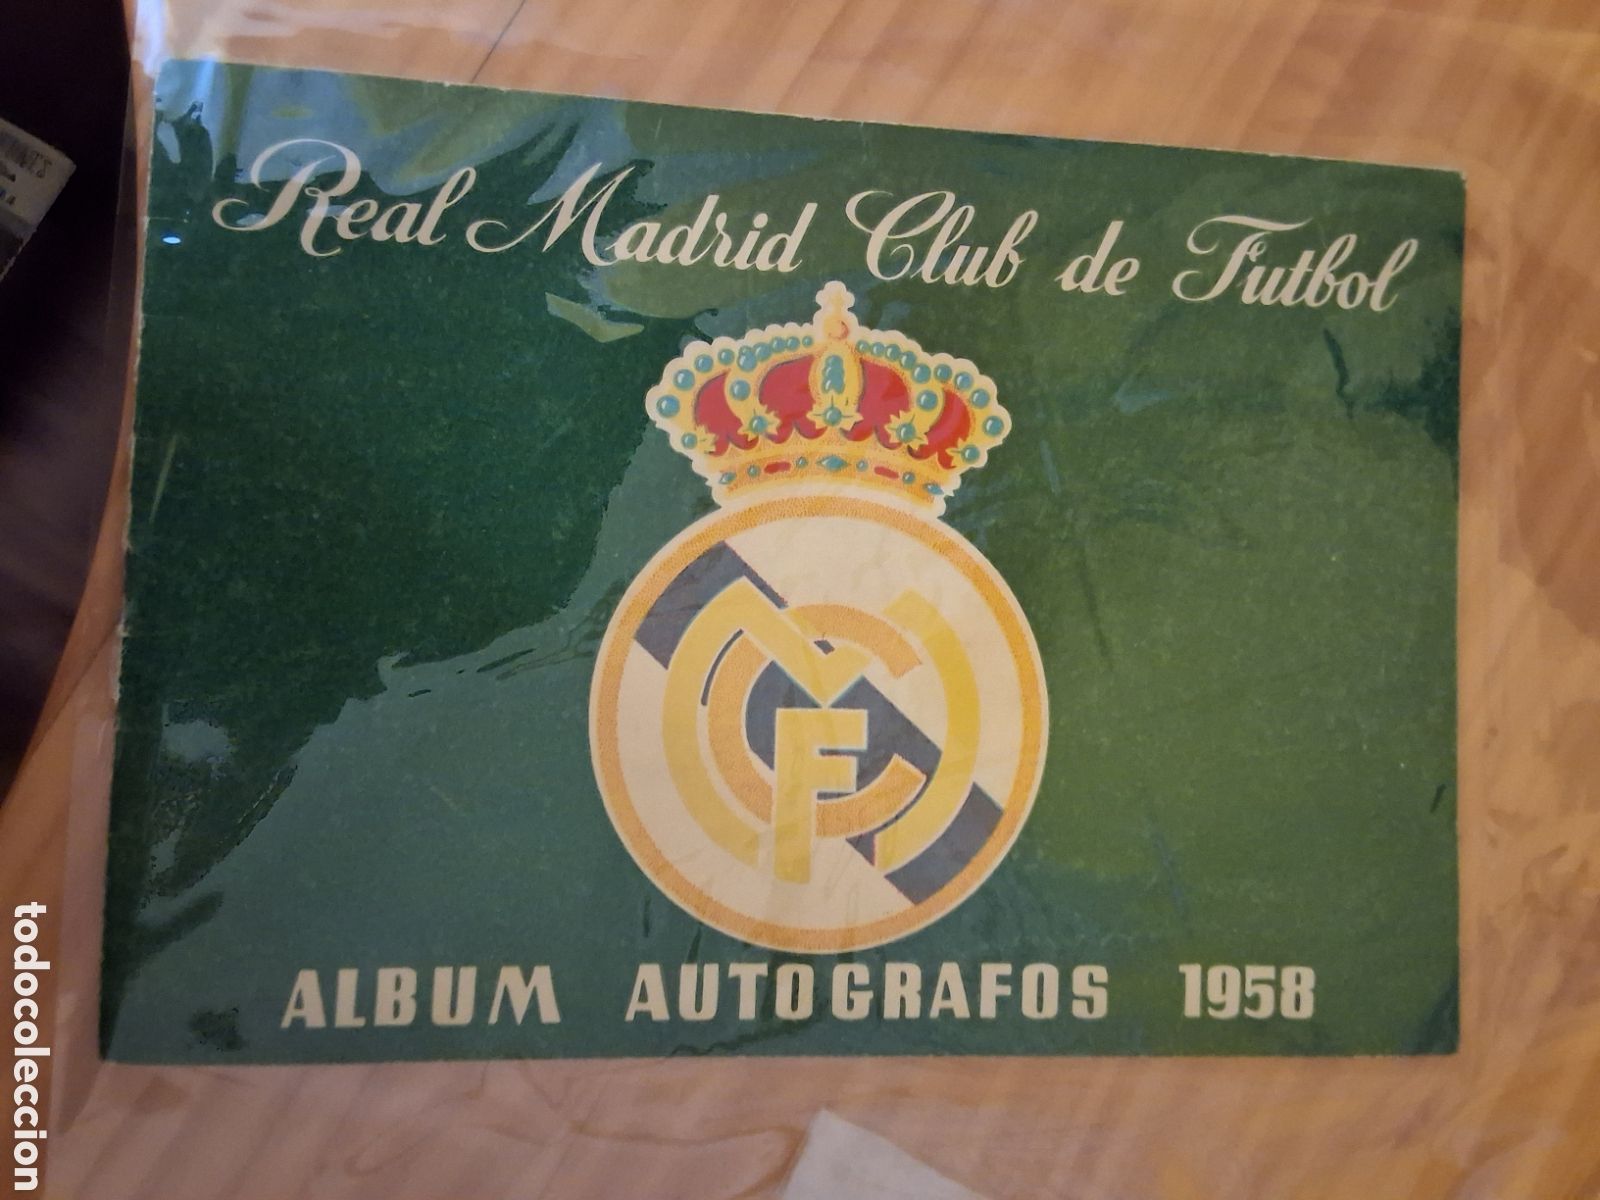 Real Madrid Club de Futbol
MCF
ALBUM AUTOGRAFOS 1958
todocoleccion